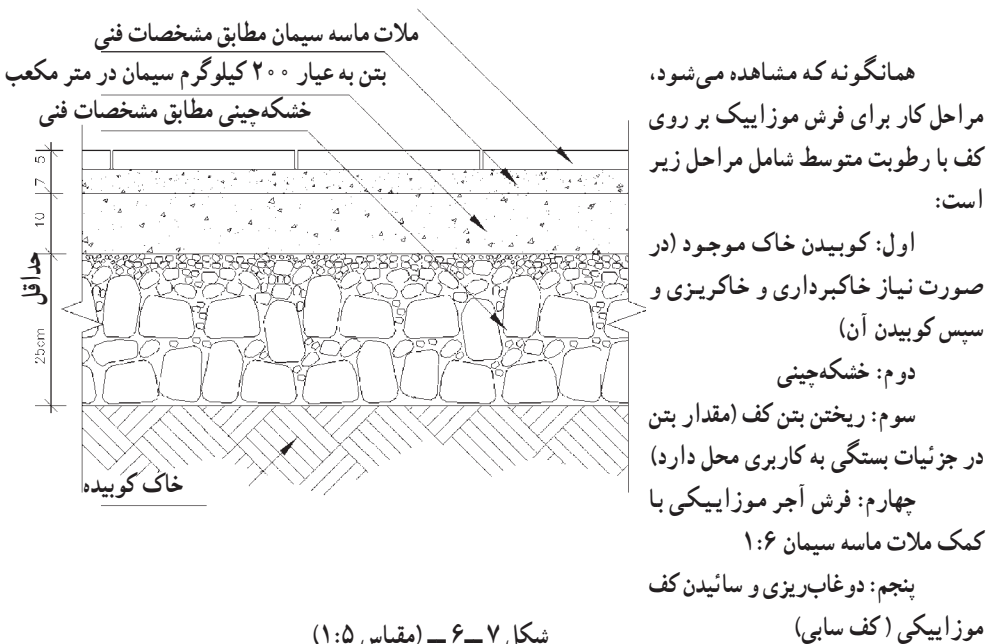 همانگونه که مشاهده می‌شود،
مراحل کار برای فرش موزاییک بر روی
کف با رطوبت متوسط شامل مراحل زیر
است:
اول: کوبیدن خاک موجود (در
صورت نیاز خاکبرداری و خاکریزی و
سپس کوبیدن آن)
دوم: خشکه‌چینی
سوم: ریختن بتن کف (مقدار بتن
در جزئیات بستگی به کاربری محل دارد)
چهارم: فرش آجر موزاییکی با
کمک ملات ماسه سیمان ۱:۶
پنجم: دوغاب‌ریزی و سائیدن کف
موزاییکی (کف سابی)
ملات ماسه سیمان مطابق مشخصات فنی
بتن به عیار ۲۰۰ کیلوگرم سیمان در متر مکعب
خشکه‌چینی مطابق مشخصات فنی
5
7
10
حداقل
25cm
خاک کوبیده
شکل ۷ــ۶ ــ (مقیاس ۱:۵)